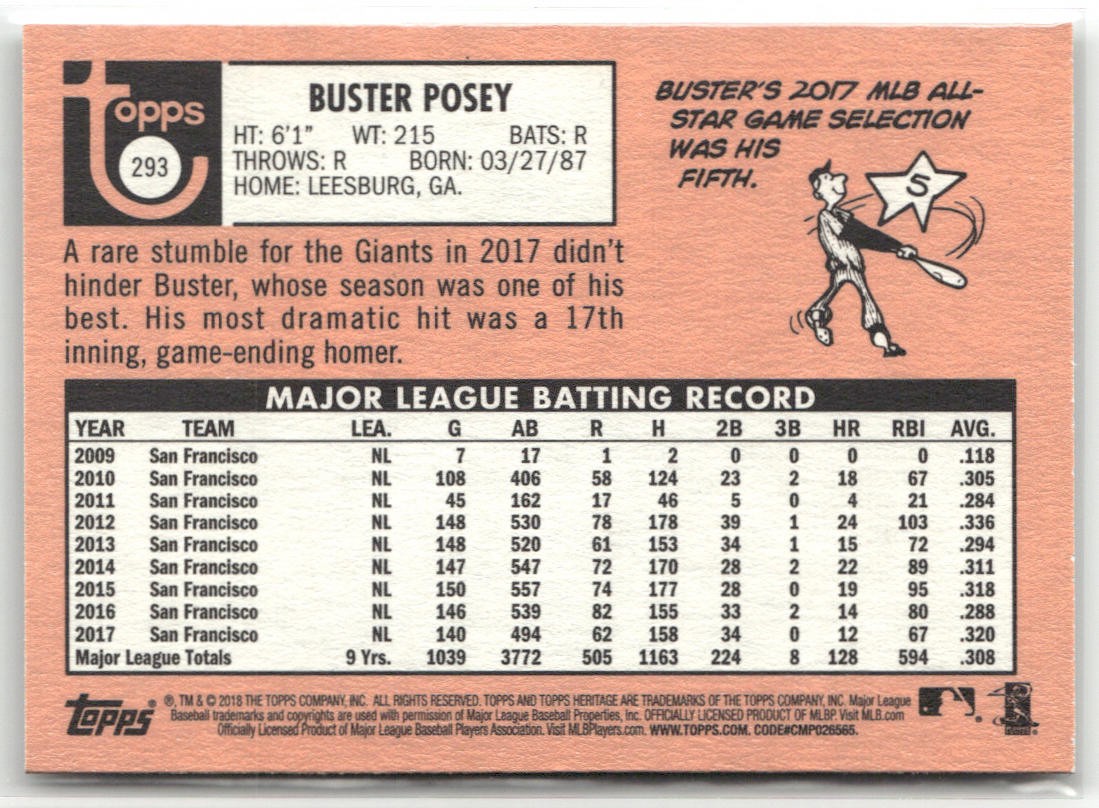 topps
293
BUSTER POSEY
HT: 6'1" WT: 215 BATS: R
THROWS: R BORN: 03/27/87
HOME: LEESBURG, GA.
BUSTER'S 2017 MLB ALL-
STAR GAME SELECTION
WAS HIS
FIFTH.
5
A rare stumble for the Giants in 2017 didn't
hinder Buster, whose season was one of his
best. His most dramatic hit was a 17th
inning, game-ending homer.
MAJOR LEAGUE BATTING RECORD
YEAR TEAM LEA. G AB R H 2B 3B HR RBI AVG.
2009 San Francisco NL 7 17 1 2 0 0 0 0 .118
2010 San Francisco NL 108 406 58 124 23 2 18 67 .305
2011 San Francisco NL 45 162 17 46 5 0 4 21 .284
2012 San Francisco NL 148 530 78 178 39 1 24 103 .336
2013 San Francisco NL 148 520 61 153 34 1 15 72 .294
2014 San Francisco NL 147 547 72 170 28 2 22 89 .311
2015 San Francisco NL 150 557 74 177 28 0 19 95 .318
2016 San Francisco NL 146 539 82 155 33 2 14 80 .288
2017 San Francisco NL 140 494 62 158 34 0 12 67 .320
Major League Totals 9 Yrs. 1039 3772 505 1163 224 8 128 594 .308
topps ®, TM & © 2018 THE TOPPS COMPANY, INC. ALL RIGHTS RESERVED. TOPPS AND TOPPS HERITAGE ARE TRADEMARKS OF THE TOPPS COMPANY, INC. Major League
Baseball trademarks and copyrights are used with permission of Major League Baseball Properties, Inc. OFFICIALLY LICENSED PRODUCT OF MLBP. Visit MLB.com
Officially Licensed Product of Major League Baseball Players Association. Visit MLBPlayers.com. WWW.TOPPS.COM. CODE#CMP026565.